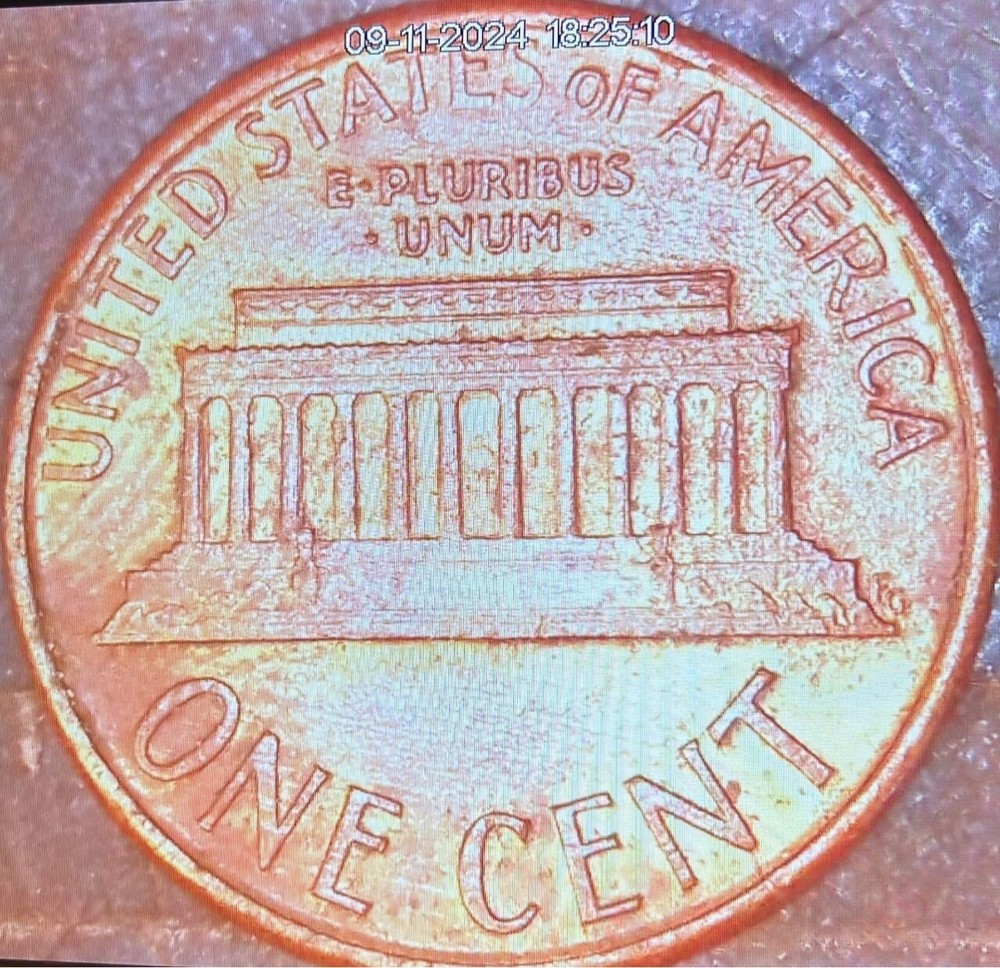 09-11-2024 18:25:10
UNITED STATES OF AMERICA
E·PLURIBUS
·UNUM·
ONE CENT